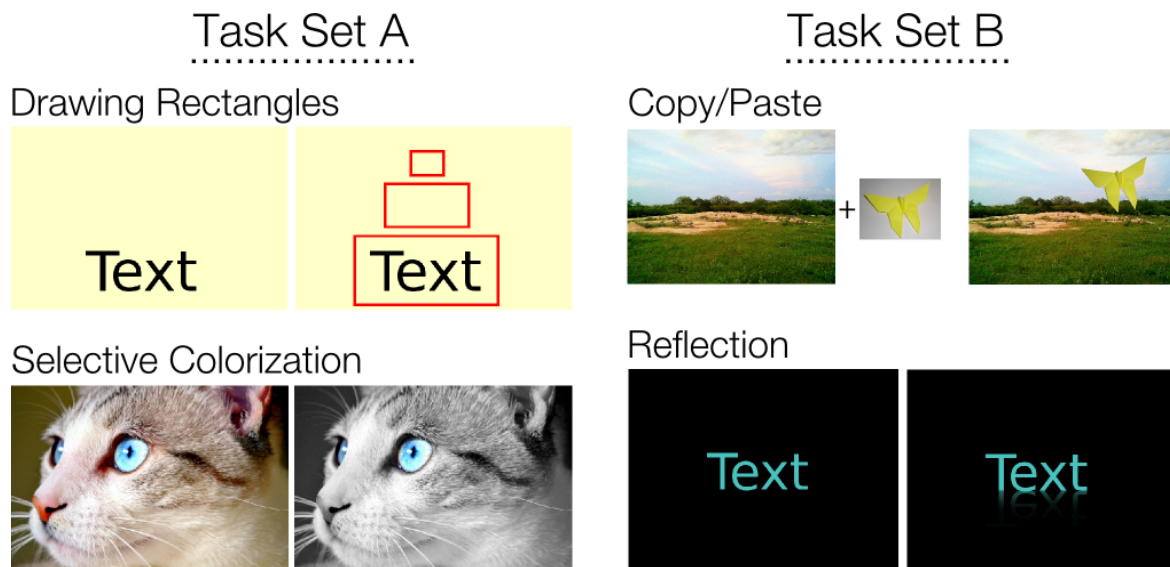 Task Set A
Drawing Rectangles
Text
Text
Selective Colorization
Task Set B
Copy/Paste
+
Reflection
Text
Text